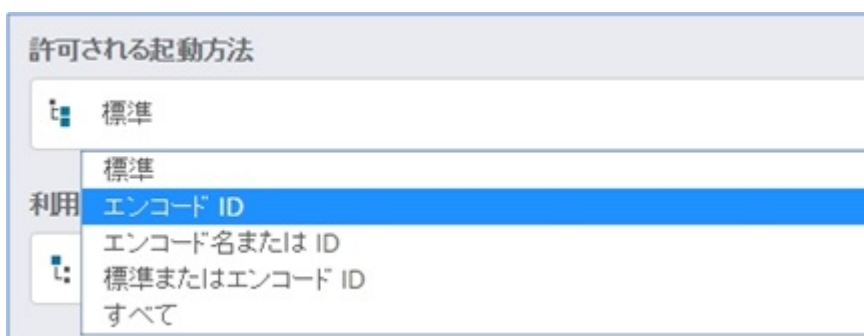 許可される起動方法
標準
標準
利用
エンコード ID
エンコード名または ID
標準またはエンコード ID
すべて